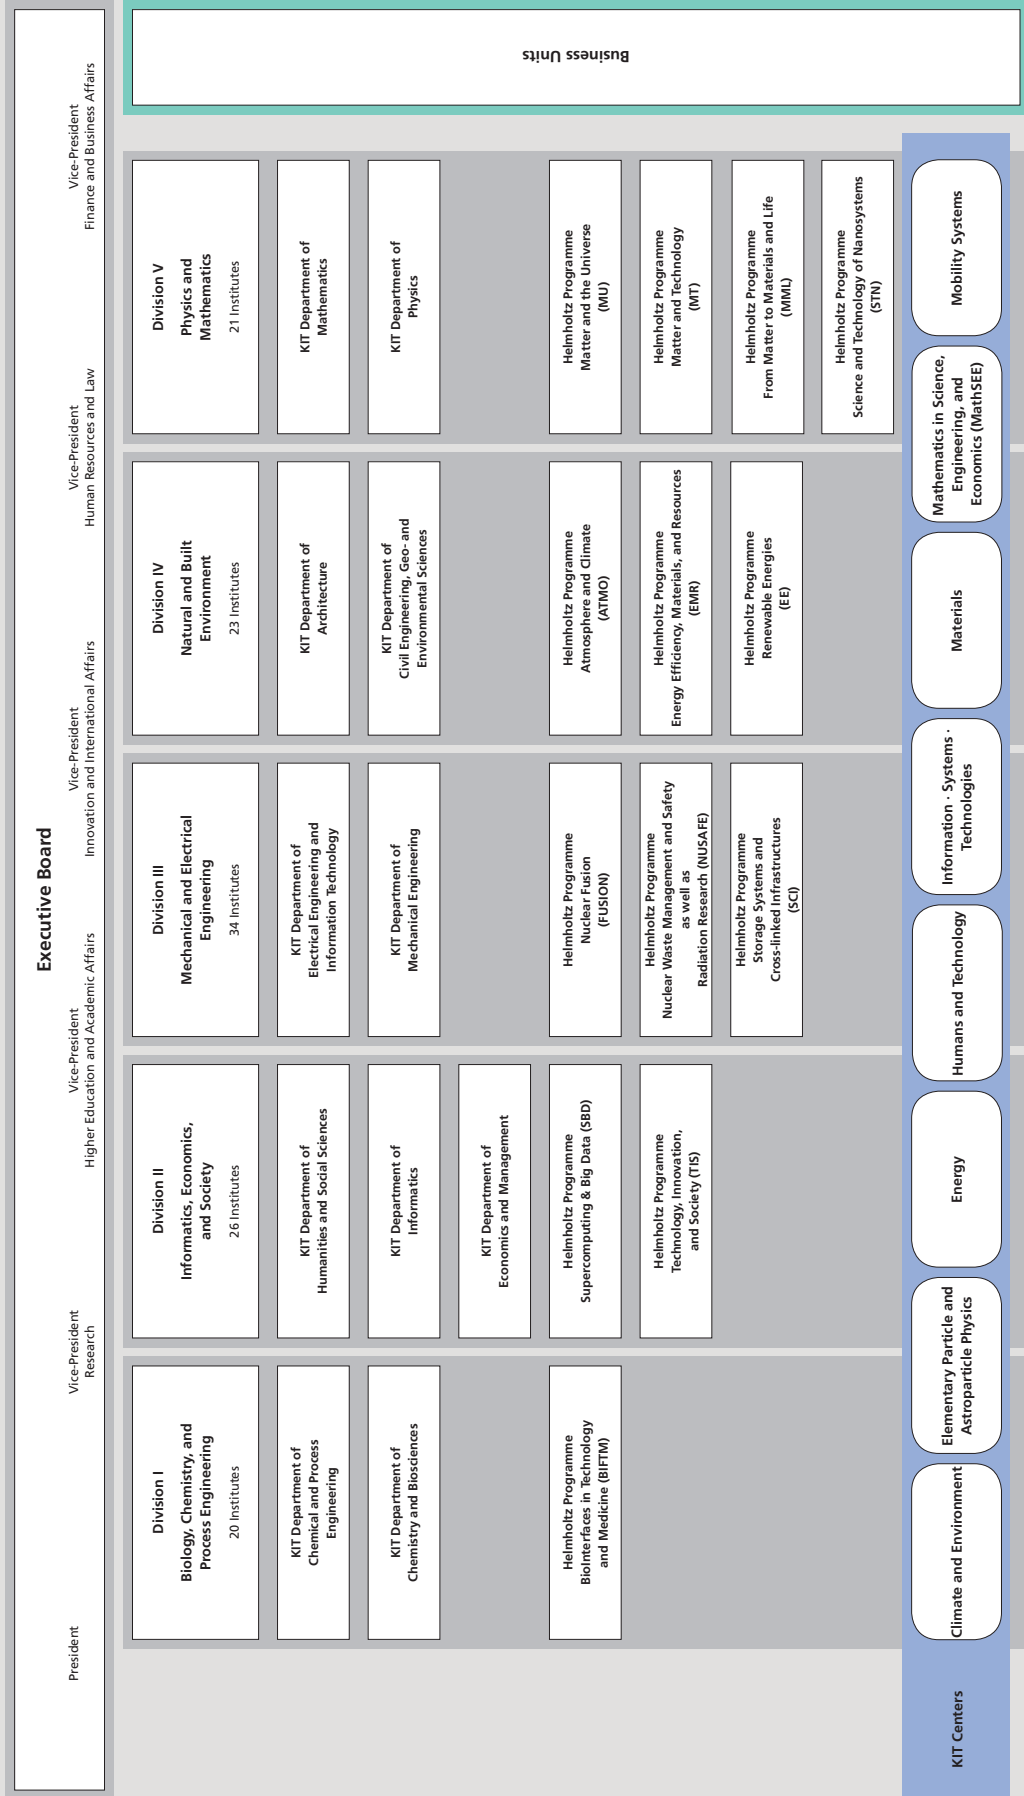 Executive Board
President
Vice-President
Research
Vice-President
Higher Education and Academic Affairs
Vice-President
Innovation and International Affairs
Vice-President
Human Resources and Law
Vice-President
Finance and Business Affairs
Division I
Biology, Chemistry, and
Process Engineering
20 Institutes
KIT Department of
Chemical and Process
Engineering
KIT Department of
Chemistry and Biosciences
Helmholtz Programme
BioInterfaces in Technology
and Medicine (BIFTM)
Division II
Informatics, Economics,
and Society
26 Institutes
KIT Department of
Humanities and Social Sciences
KIT Department of
Informatics
KIT Department of
Economics and Management
Helmholtz Programme
Supercomputing & Big Data (SBD)
Helmholtz Programme
Technology, Innovation,
and Society (TIS)
Division III
Mechanical and Electrical
Engineering
34 Institutes
KIT Department of
Electrical Engineering and
Information Technology
KIT Department of
Mechanical Engineering
Helmholtz Programme
Nuclear Fusion
(FUSION)
Helmholtz Programme
Nuclear Waste Management and Safety
as well as
Radiation Research (NUSAFE)
Helmholtz Programme
Storage Systems and
Cross-linked Infrastructures
(SCI)
Division IV
Natural and Built
Environment
23 Institutes
KIT Department of
Architecture
KIT Department of
Civil Engineering, Geo- and
Environmental Sciences
Helmholtz Programme
Atmosphere and Climate
(ATMO)
Helmholtz Programme
Energy Efficiency, Materials, and Resources
(EMR)
Helmholtz Programme
Renewable Energies
(EE)
Division V
Physics and
Mathematics
21 Institutes
KIT Department of
Mathematics
KIT Department of
Physics
Helmholtz Programme
Matter and the Universe
(MU)
Helmholtz Programme
Matter and Technology
(MT)
Helmholtz Programme
From Matter to Materials and Life
(MML)
Helmholtz Programme
Science and Technology of Nanosystems
(STN)
Business Units
KIT Centers
Climate and Environment
Elementary Particle and
Astroparticle Physics
Energy
Humans and Technology
Information · Systems ·
Technologies
Materials
Mathematics in Science,
Engineering, and
Economics (MathSEE)
Mobility Systems